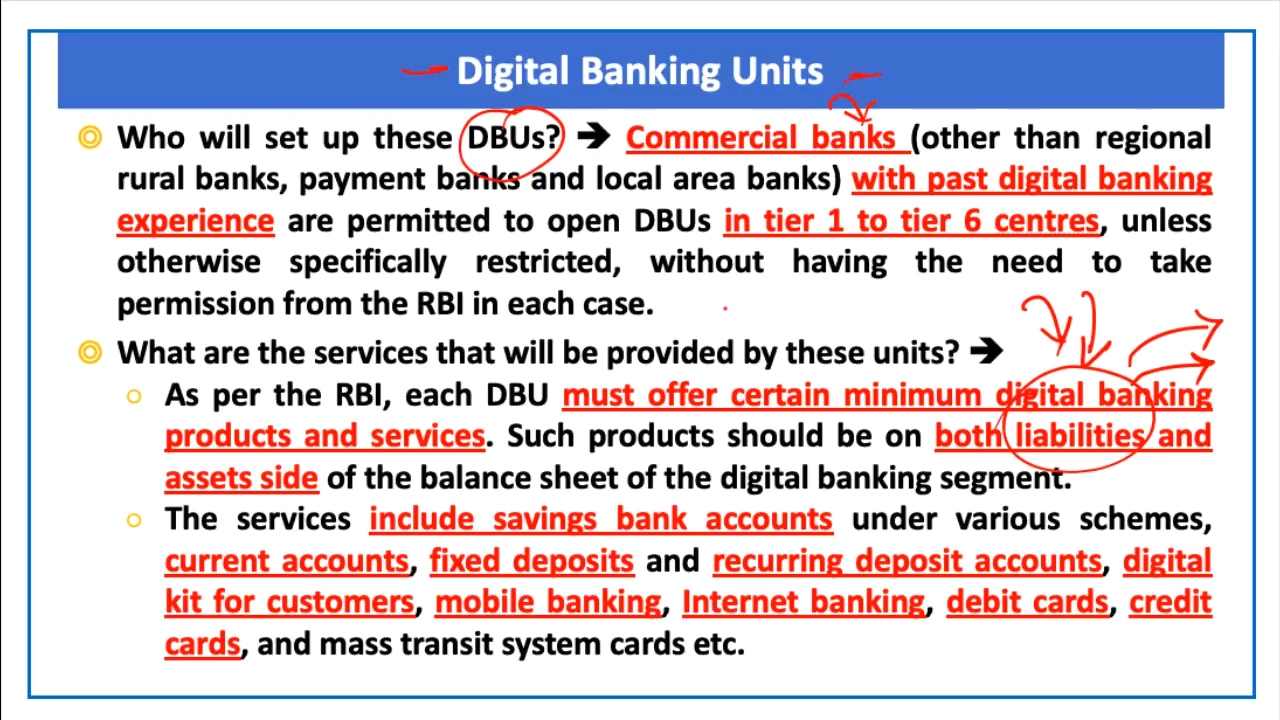 Digital Banking Units
Who will set up these DBUs? ➔ Commercial banks (other than regional
rural banks, payment banks and local area banks) with past digital banking
experience are permitted to open DBUs in tier 1 to tier 6 centres, unless
otherwise specifically restricted, without having the need to take
permission from the RBI in each case.
What are the services that will be provided by these units? ➔
As per the RBI, each DBU must offer certain minimum digital banking
products and services. Such products should be on both liabilities and
assets side of the balance sheet of the digital banking segment.
The services include savings bank accounts under various schemes,
current accounts, fixed deposits and recurring deposit accounts, digital
kit for customers, mobile banking, Internet banking, debit cards, credit
cards, and mass transit system cards etc.